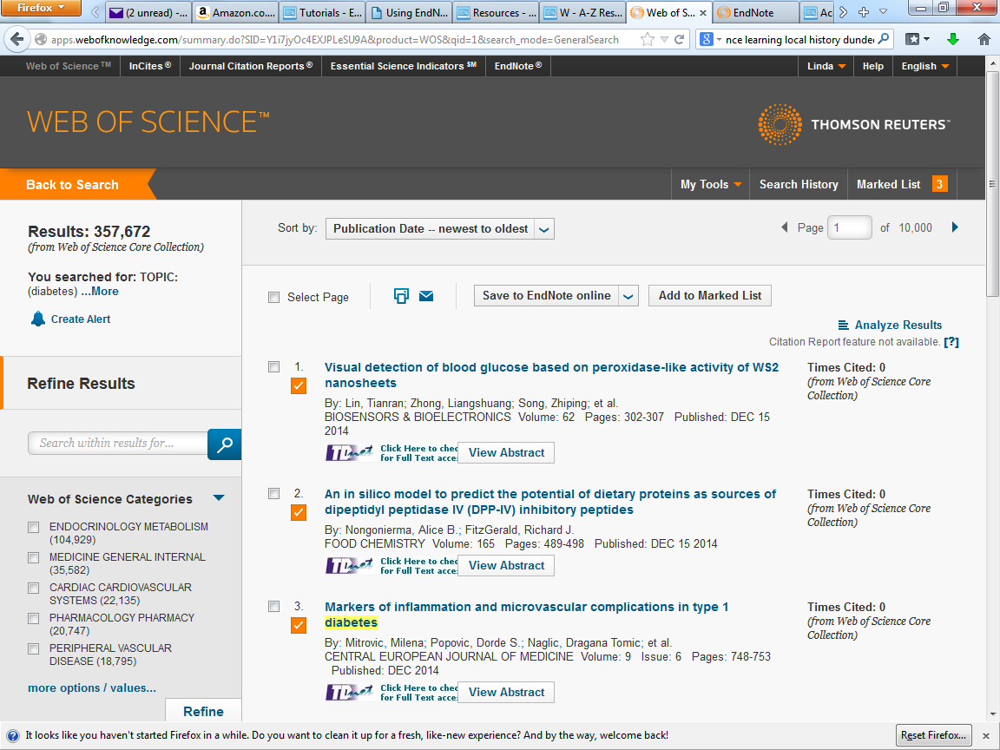 Firefox
(2 unread) -...
Amazon.co....
Tutorials - E...
Using EndN...
Resources - ...
W - A-Z Res...
Web of S...
EndNote
Ac
apps.webofknowledge.com/summary.do?SID=Y1i7jyOc4EXJPLeSU9A&product=WOS&qid=1&search_mode=GeneralSearch
nce learning local history dunde
Web of Science™ InCites® Journal Citation Reports® Essential Science Indicators℠ EndNote® Linda Help English
WEB OF SCIENCE™
THOMSON REUTERS™
Back to Search
My Tools Search History Marked List 3
Results: 357,672
(from Web of Science Core Collection)
You searched for: TOPIC:
(diabetes) ...More
Create Alert
Refine Results
Search within results for...
Web of Science Categories
ENDOCRINOLOGY METABOLISM
(104,929)
MEDICINE GENERAL INTERNAL
(35,582)
CARDIAC CARDIOVASCULAR
SYSTEMS (22,135)
PHARMACOLOGY PHARMACY
(20,747)
PERIPHERAL VASCULAR
DISEASE (18,795)
more options / values...
Refine
Sort by: Publication Date -- newest to oldest
Page 1 of 10,000
Select Page
Save to EndNote online
Add to Marked List
Analyze Results
Citation Report feature not available. [?]
1. Visual detection of blood glucose based on peroxidase-like activity of WS2
nanosheets
By: Lin, Tianran; Zhong, Liangshuang; Song, Zhiping; et al.
BIOSENSORS & BIOELECTRONICS Volume: 62 Pages: 302-307 Published: DEC 15
2014
TDnet Click Here to chec
for Full Text acce
View Abstract
Times Cited: 0
(from Web of Science Core
Collection)
2. An in silico model to predict the potential of dietary proteins as sources of
dipeptidyl peptidase IV (DPP-IV) inhibitory peptides
By: Nongonierma, Alice B.; FitzGerald, Richard J.
FOOD CHEMISTRY Volume: 165 Pages: 489-498 Published: DEC 15 2014
TDnet Click Here to chec
for Full Text acce
View Abstract
Times Cited: 0
(from Web of Science Core
Collection)
3. Markers of inflammation and microvascular complications in type 1
diabetes
By: Mitrovic, Milena; Popovic, Dorde S.; Naglic, Dragana Tomic; et al.
CENTRAL EUROPEAN JOURNAL OF MEDICINE Volume: 9 Issue: 6 Pages: 748-753
Published: DEC 2014
TDnet Click Here to chec
for Full Text acce
View Abstract
Times Cited: 0
(from Web of Science Core
Collection)
It looks like you haven't started Firefox in a while. Do you want to clean it up for a fresh, like-new experience? And by the way, welcome back!
Reset Firefox...